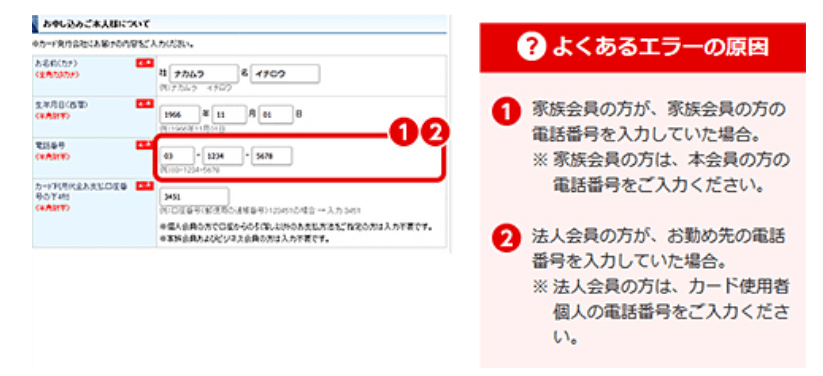 お申し込みご本人様について
※カード発行会社にお届けの内容をご入力ください。
お名前(カナ) 必須
(全角カタカナ)
姓 ナカムラ 名 イチロウ
例)ナカムラ イチロウ
生年月日(西暦) 必須
(半角数字)
1966 年 11 月 01 日
例)1966年11月01日
電話番号 必須
(半角数字)
03 - 1234 - 5678
例)03-1234-5678
1 2
カード利用代金お支払口座番 必須
号の下4桁
(半角数字)
3451
例)口座番号(郵便局の通帳番号)123451の場合 → 入力 3451
※個人会員の方で口座からの引落し以外のお支払方法をご指定の方は入力不要です。
※家族会員およびビジネス会員の方は入力不要です。
? よくあるエラーの原因
1 家族会員の方が、家族会員の方の
電話番号を入力していた場合。
※ 家族会員の方は、本会員の方の
電話番号をご入力ください。
2 法人会員の方が、お勤め先の電話
番号を入力していた場合。
※ 法人会員の方は、カード使用者
個人の電話番号をご入力くださ
い。